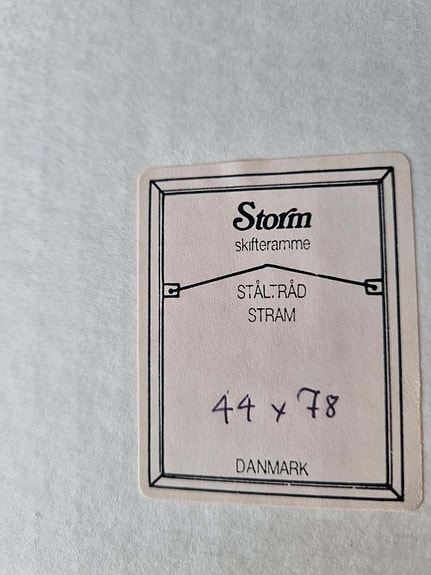 Storm
skifteramme
STÅLTRÅD
STRAM
44 x 78
DANMARK